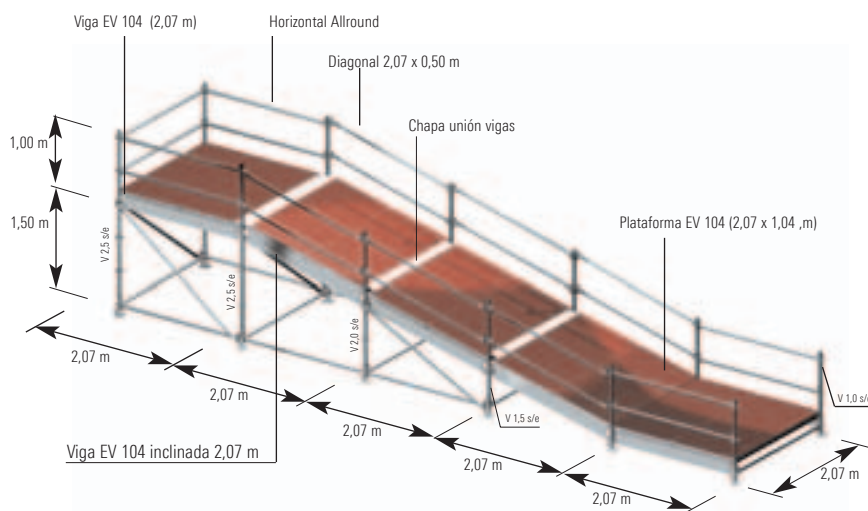 Viga EV 104 (2,07 m)
Horizontal Allround
Diagonal 2,07 x 0,50 m
Chapa unión vigas
1,00 m
1,50 m
Plataforma EV 104 (2,07 x 1,04 ,m)
V 2,5 s/e
V 2,5 s/e
V 2,0 s/e
V 1,5 s/e
V 1,0 s/e
2,07 m
2,07 m
2,07 m
2,07 m
2,07 m
2,07 m
Viga EV 104 inclinada 2,07 m